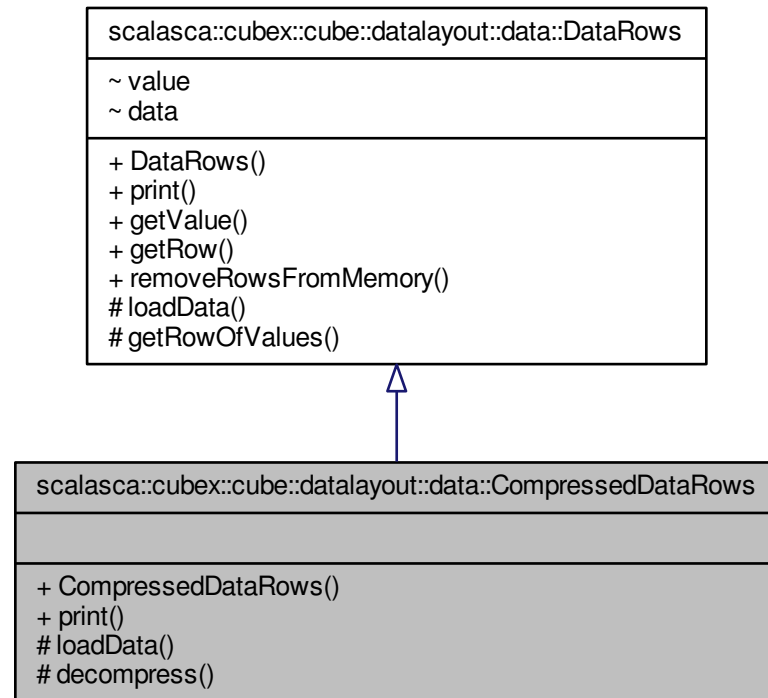 scalasca::cubex::cube::datalayout::data::DataRows
~ value
~ data
+ DataRows()
+ print()
+ getValue()
+ getRow()
+ removeRowsFromMemory()
# loadData()
# getRowOfValues()
scalasca::cubex::cube::datalayout::data::CompressedDataRows
+ CompressedDataRows()
+ print()
# loadData()
# decompress()